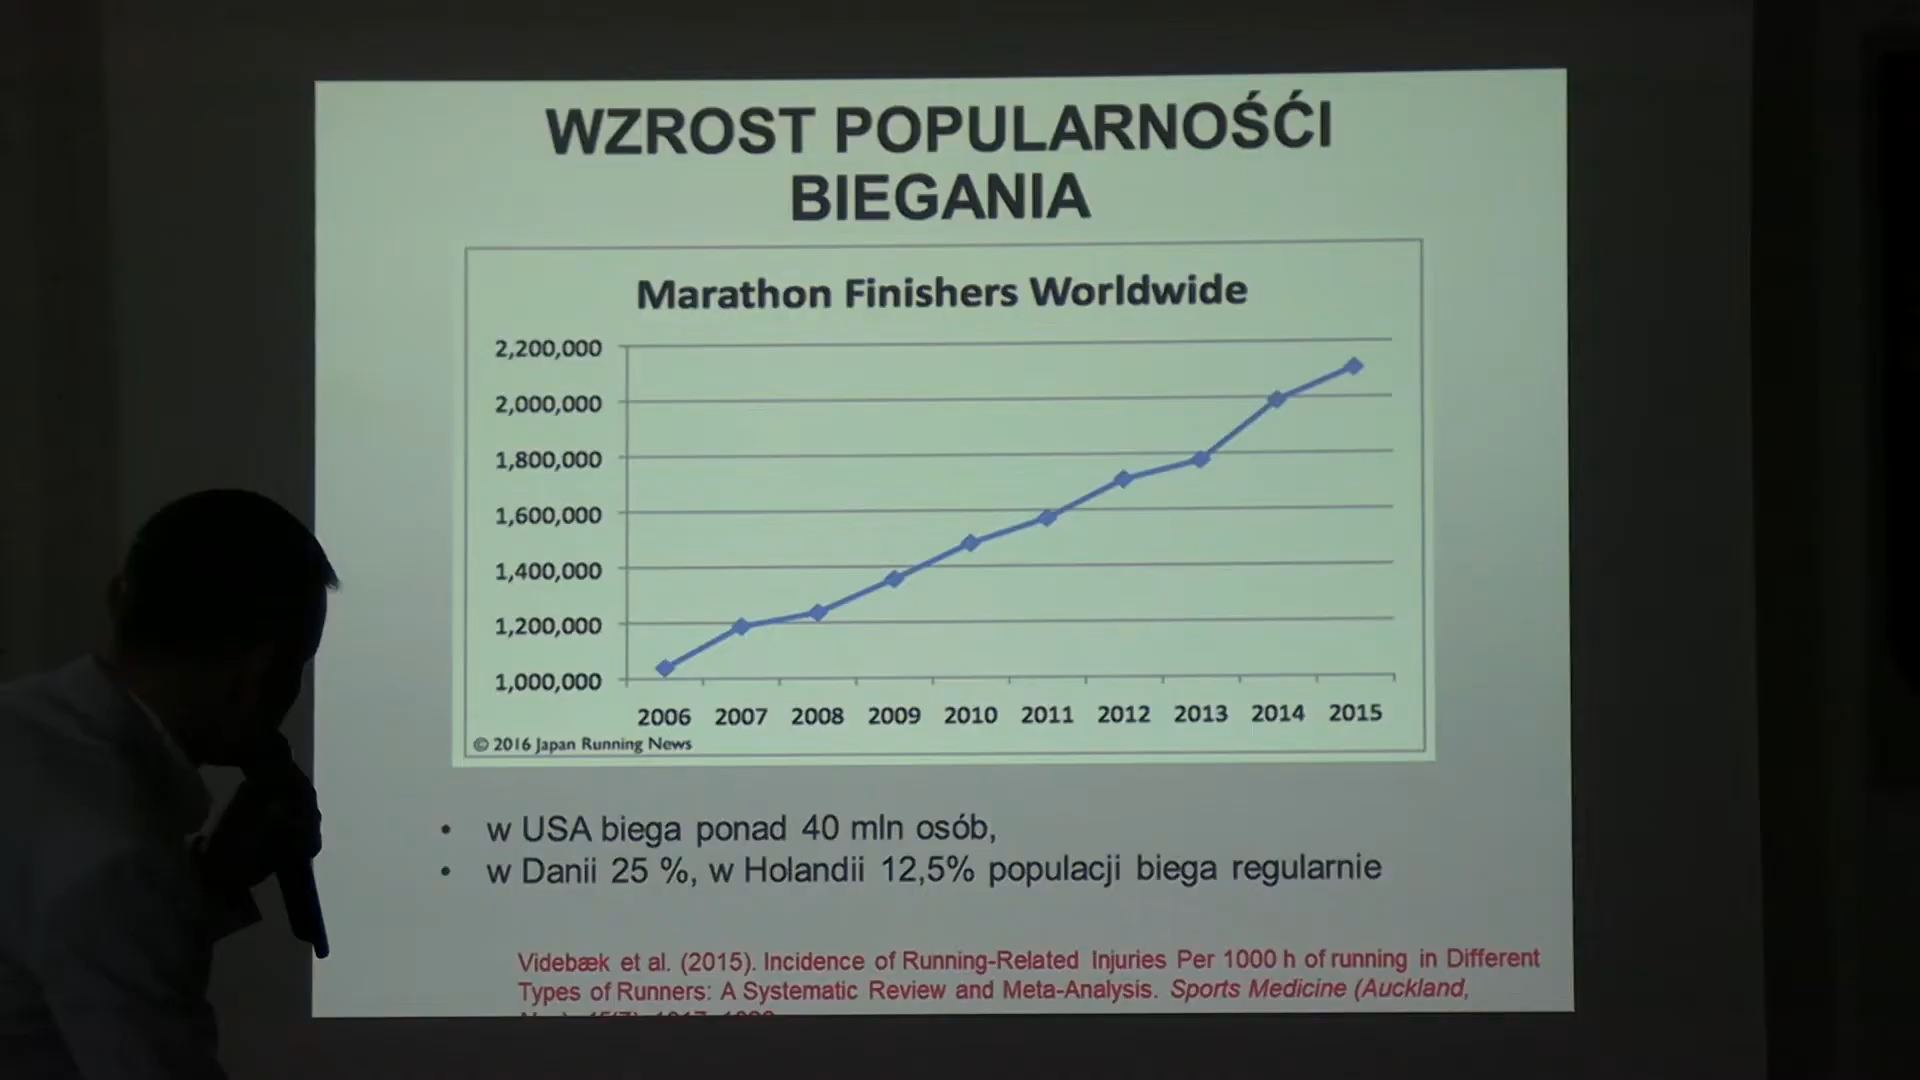 WZROST POPULARNOŚĆI
BIEGANIA
Marathon Finishers Worldwide
2,200,000
2,000,000
1,800,000
1,600,000
1,400,000
1,200,000
1,000,000
2006 2007 2008 2009 2010 2011 2012 2013 2014 2015
© 2016 Japan Running News
• w USA biega ponad 40 mln osób,
• w Danii 25 %, w Holandii 12,5% populacji biega regularnie
Videbæk et al. (2015). Incidence of Running-Related Injuries Per 1000 h of running in Different
Types of Runners: A Systematic Review and Meta-Analysis. Sports Medicine (Auckland,